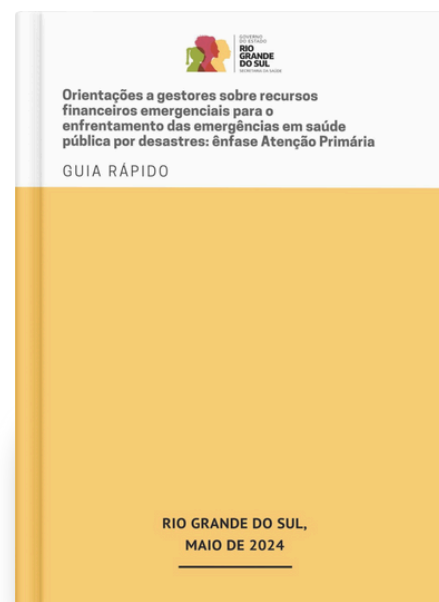 GOVERNO
DO ESTADO
RIO
GRANDE
DO SUL
SECRETARIA DA SAÚDE
Orientações a gestores sobre recursos
financeiros emergenciais para o
enfrentamento das emergências em saúde
pública por desastres: ênfase Atenção Primária
GUIA RÁPIDO
RIO GRANDE DO SUL,
MAIO DE 2024